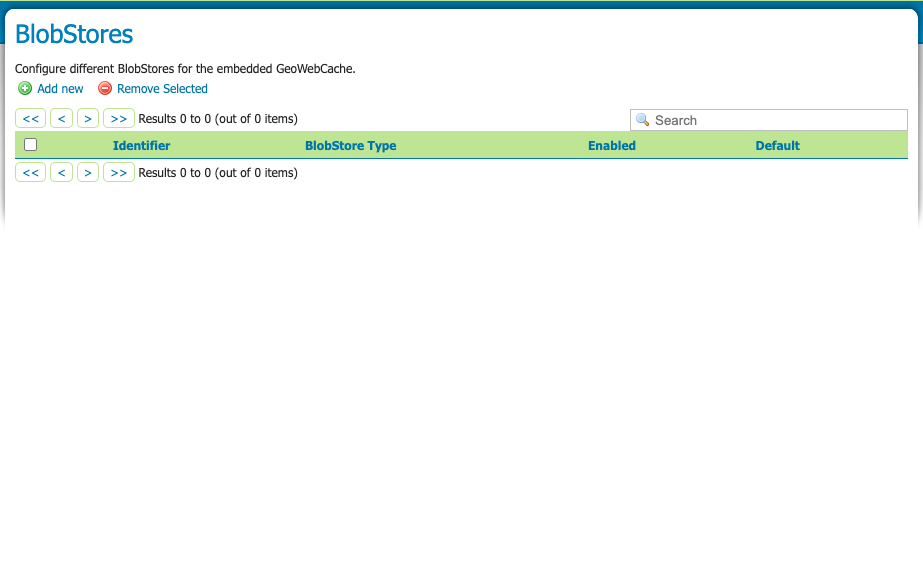 BlobStores
Configure different BlobStores for the embedded GeoWebCache.
Add new Remove Selected
<< < > >> Results 0 to 0 (out of 0 items) Search
Identifier BlobStore Type Enabled Default
<< < > >> Results 0 to 0 (out of 0 items)